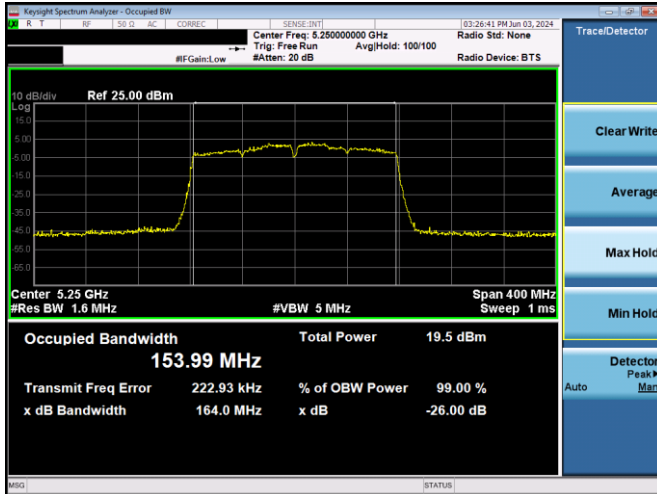 Keysight Spectrum Analyzer - Occupied BW
R T RF 50 Ω AC CORREC SENSE:INT 03:26:41 PM Jun 03, 2024
Center Freq: 5.250000000 GHz Radio Std: None
Trig: Free Run Avg|Hold: 100/100
#IFGain:Low #Atten: 20 dB Radio Device: BTS
Trace/Detector
10 dB/div Ref 25.00 dBm
Log
15.0
5.00
-5.00
-15.0
-25.0
-35.0
-45.0
-55.0
-65.0
Center 5.25 GHz Span 400 MHz
#Res BW 1.6 MHz #VBW 5 MHz Sweep 1 ms
Occupied Bandwidth Total Power 19.5 dBm
153.99 MHz
Transmit Freq Error 222.93 kHz % of OBW Power 99.00 %
x dB Bandwidth 164.0 MHz x dB -26.00 dB
Clear Write
Average
Max Hold
Min Hold
Detector
Peak
Auto Man
MSG STATUS